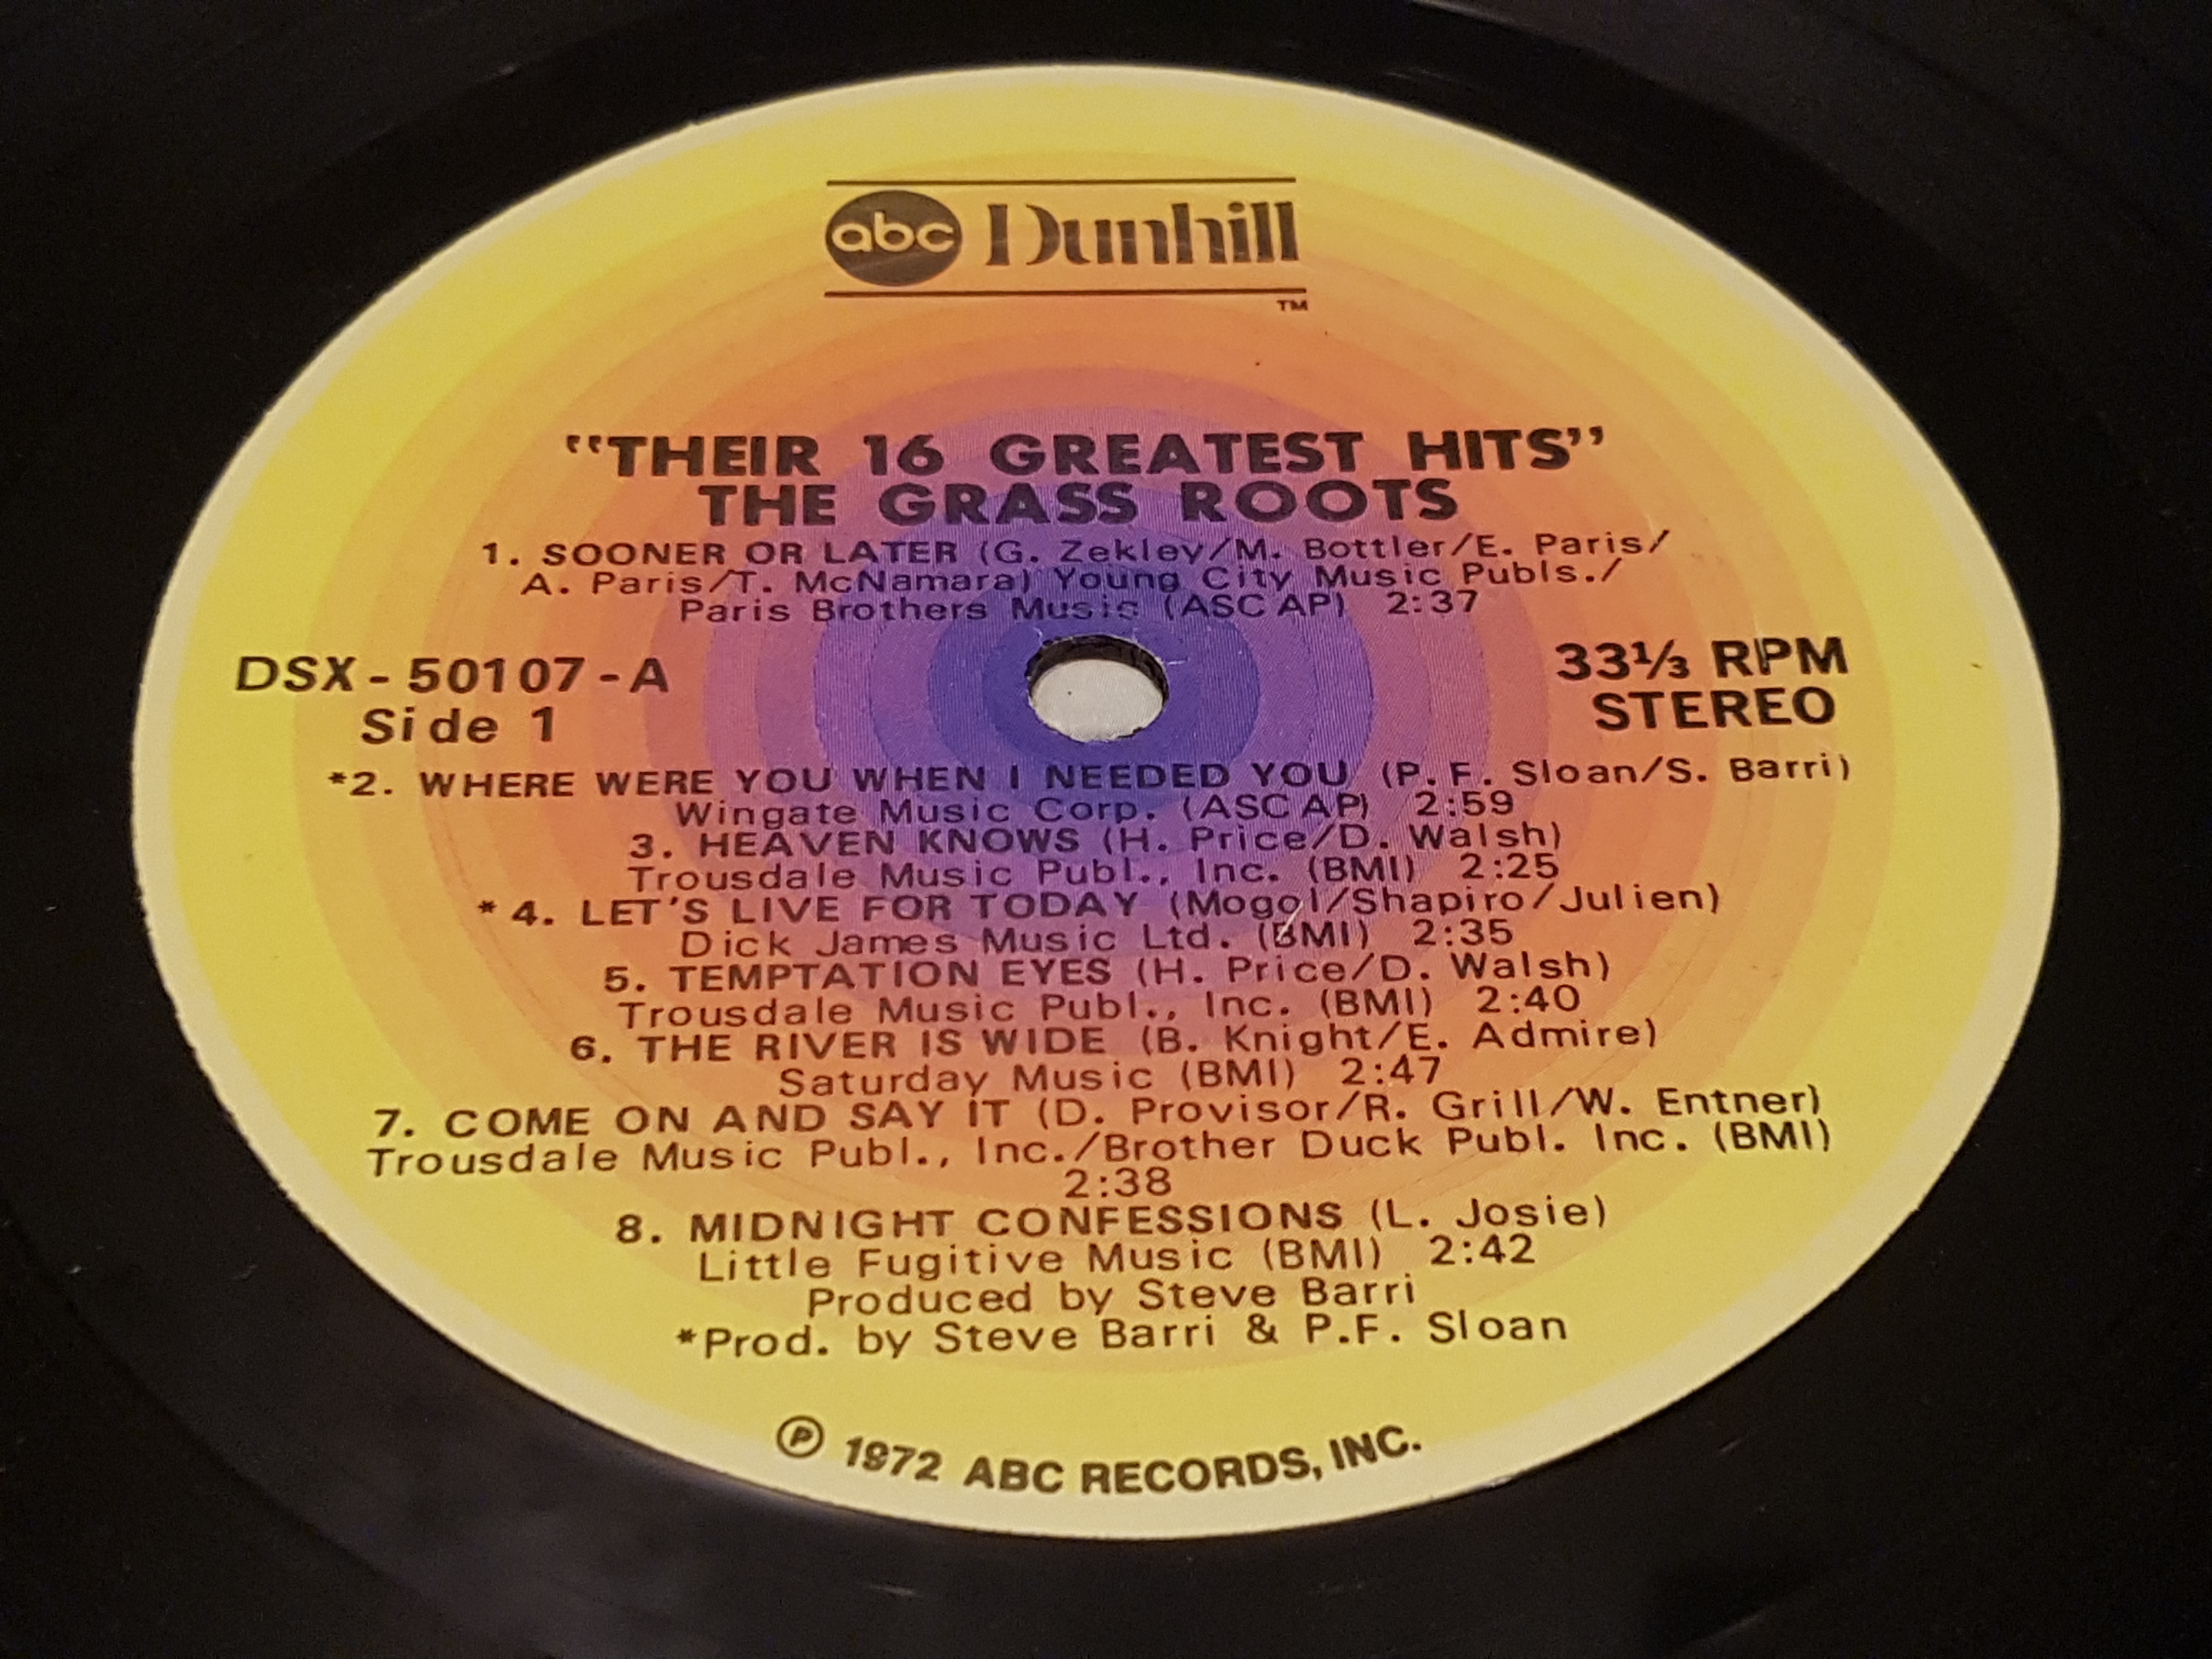 abc Dunhill
TM
"THEIR 16 GREATEST HITS"
THE GRASS ROOTS
1. SOONER OR LATER (G. Zekley/M. Bottler/E. Paris/
A. Paris/T. McNamara) Young City Music Publs./
Paris Brothers Music (ASCAP) 2:37
DSX-50107-A
Side 1
33⅓ RPM
STEREO
*2. WHERE WERE YOU WHEN I NEEDED YOU (P. F. Sloan/S. Barri)
Wingate Music Corp. (ASCAP) 2:59
3. HEAVEN KNOWS (H. Price/D. Walsh)
Trousdale Music Publ., Inc. (BMI) 2:25
*4. LET'S LIVE FOR TODAY (Mogol/Shapiro/Julien)
Dick James Music Ltd. (BMI) 2:35
5. TEMPTATION EYES (H. Price/D. Walsh)
Trousdale Music Publ., Inc. (BMI) 2:40
6. THE RIVER IS WIDE (B. Knight/E. Admire)
Saturday Music (BMI) 2:47
7. COME ON AND SAY IT (D. Provisor/R. Grill/W. Entner)
Trousdale Music Publ., Inc./Brother Duck Publ. Inc. (BMI)
2:38
8. MIDNIGHT CONFESSIONS (L. Josie)
Little Fugitive Music (BMI) 2:42
Produced by Steve Barri
*Prod. by Steve Barri & P.F. Sloan
℗ 1972 ABC RECORDS, INC.